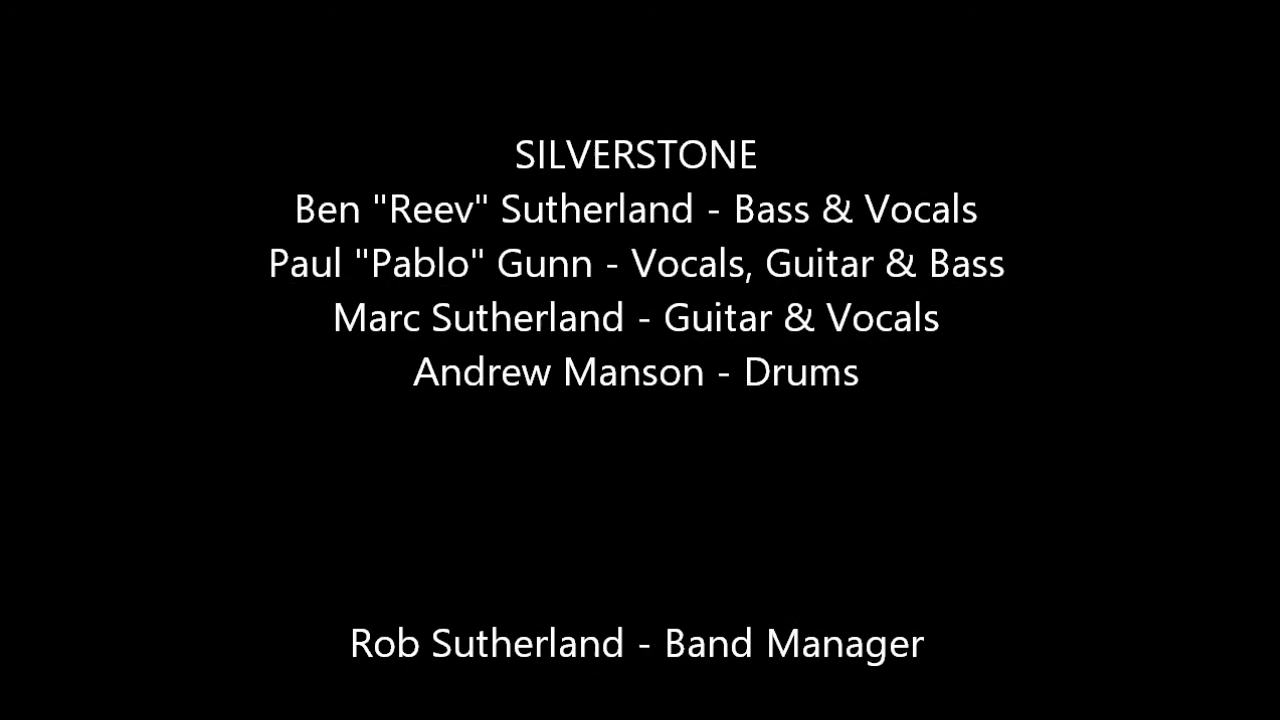 SILVERSTONE
Ben "Reev" Sutherland - Bass & Vocals
Paul "Pablo" Gunn - Vocals, Guitar & Bass
Marc Sutherland - Guitar & Vocals
Andrew Manson - Drums
Rob Sutherland - Band Manager